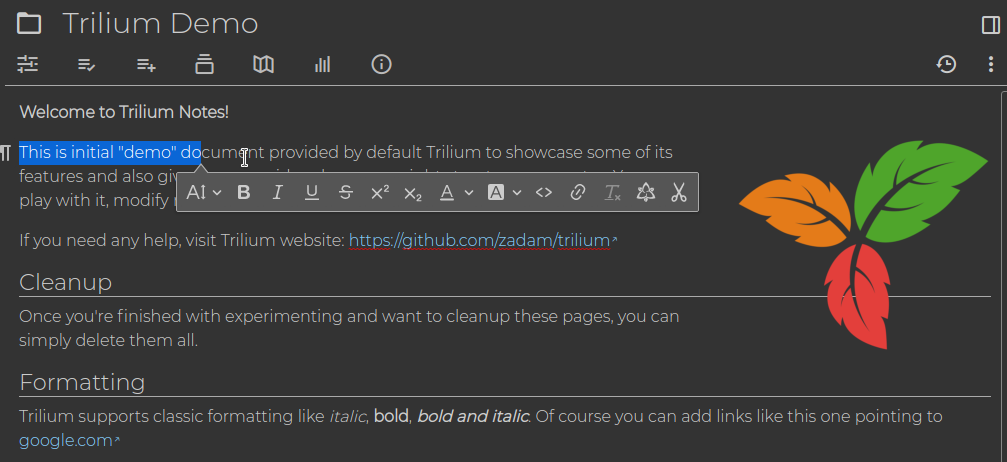 Trilium Demo
Welcome to Trilium Notes!
This is initial "demo" document provided by default Trilium to showcase some of its
features and also
play with it, modify
If you need any help, visit Trilium website: https://github.com/zadam/trilium
Cleanup
Once you're finished with experimenting and want to cleanup these pages, you can
simply delete them all.
Formatting
Trilium supports classic formatting like italic, bold, bold and italic. Of course you can add links like this one pointing to
google.com